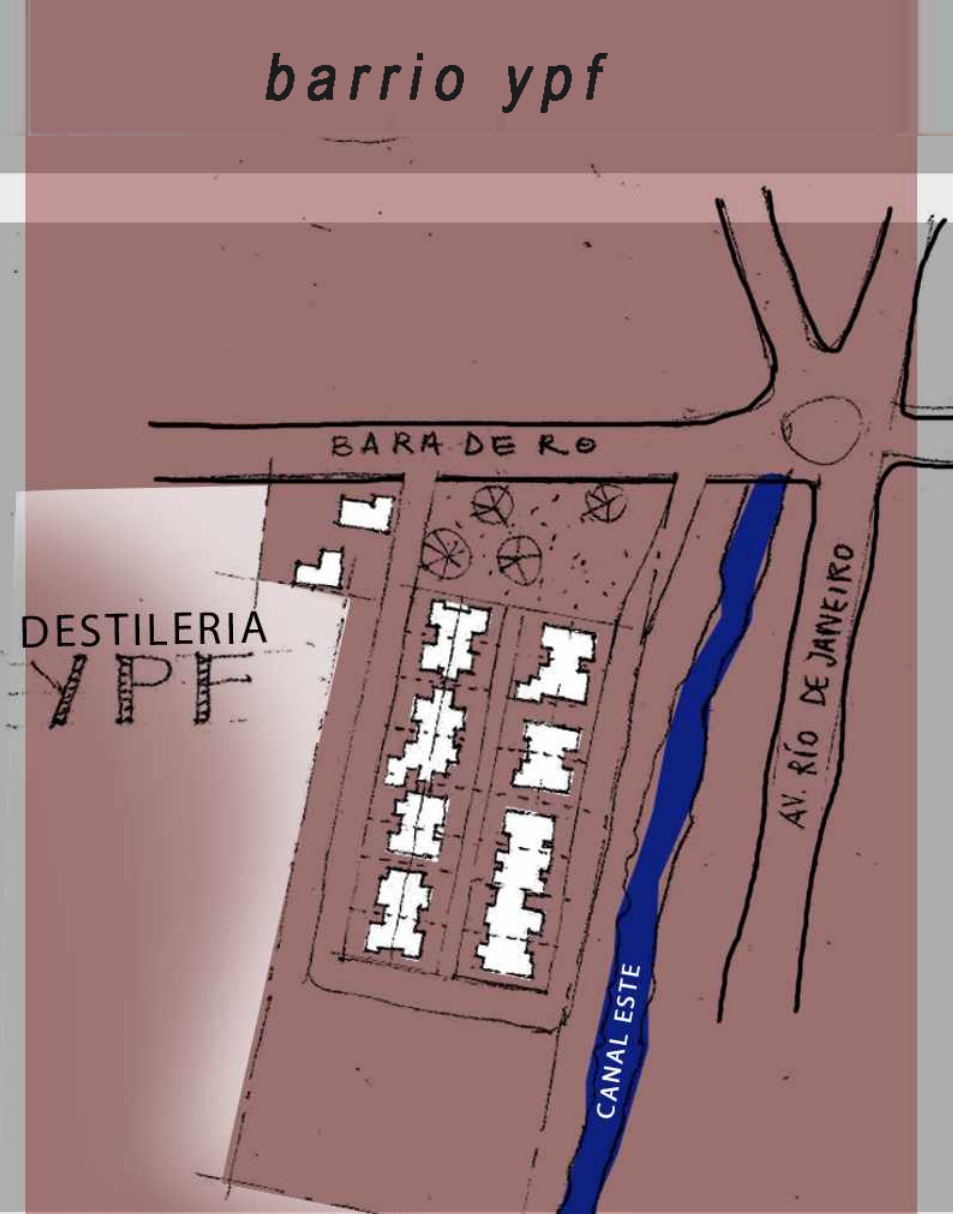 barrio ypf
BARADERO
DESTILERIA
YPF
AV. RÍO DE JANEIRO
CANAL ESTE